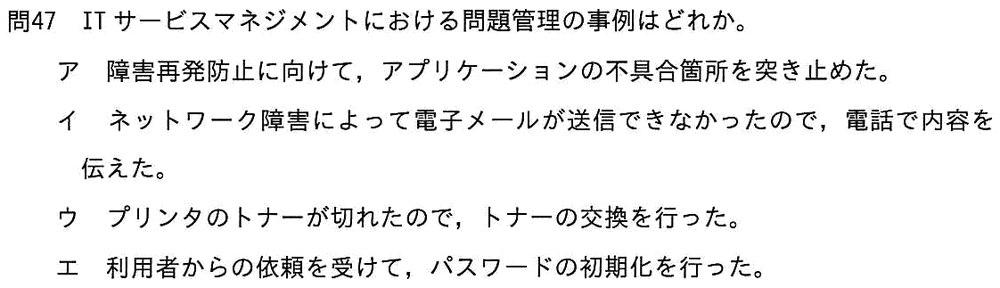 問47 ITサービスマネジメントにおける問題管理の事例はどれか。
ア 障害再発防止に向けて，アプリケーションの不具合箇所を突き止めた。
イ ネットワーク障害によって電子メールが送信できなかったので，電話で内容を
伝えた。
ウ プリンタのトナーが切れたので，トナーの交換を行った。
エ 利用者からの依頼を受けて，パスワードの初期化を行った。